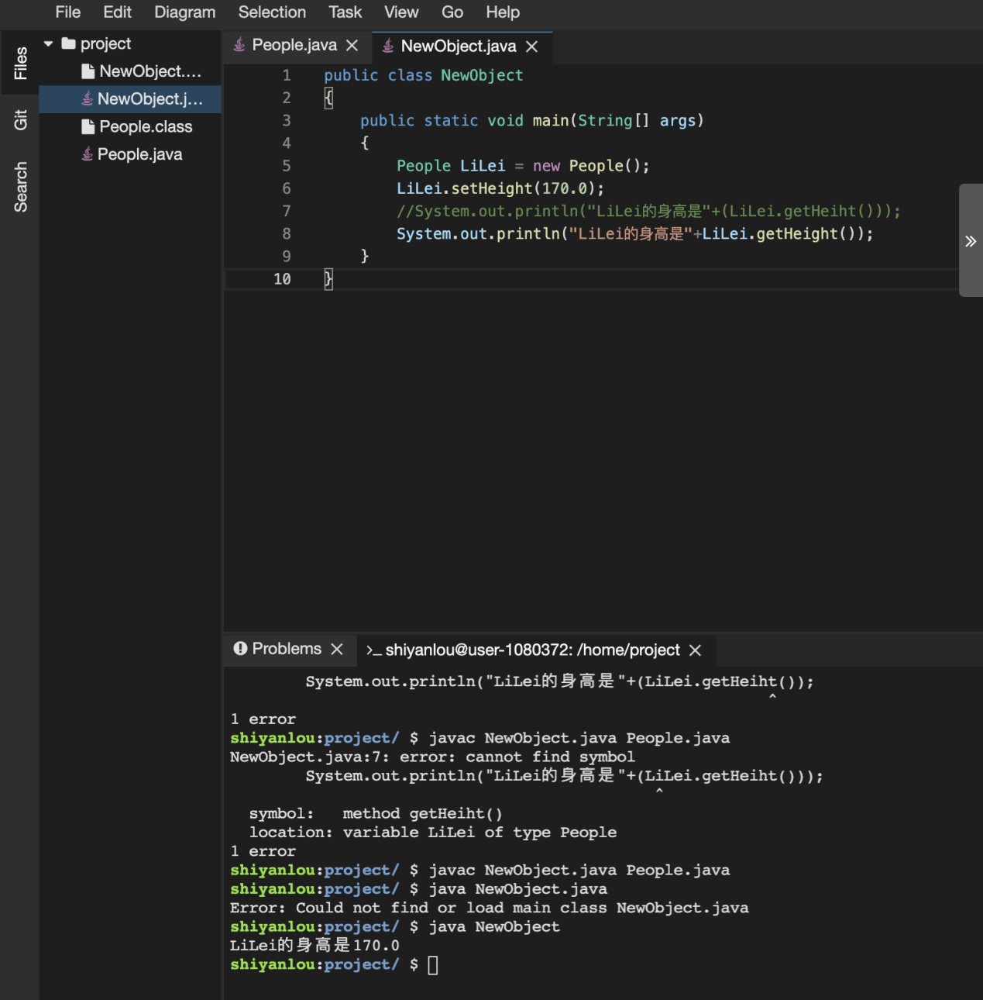 File Edit Diagram Selection Task View Go Help
Files
Git
Search
project
NewObject....
NewObject.j...
People.class
People.java
People.java
NewObject.java
1 public class NewObject
2 {
3 public static void main(String[] args)
4 {
5 People LiLei = new People();
6 LiLei.setHeight(170.0);
7 //System.out.println("LiLei的身高是"+(LiLei.getHeiht()));
8 System.out.println("LiLei的身高是"+LiLei.getHeight());
9 }
10 }
Problems
>_ shiyanlou@user-1080372: /home/project
System.out.println("LiLei的身高是"+(LiLei.getHeiht());
^
1 error
shiyanlou:project/ $ javac NewObject.java People.java
NewObject.java:7: error: cannot find symbol
System.out.println("LiLei的身高是"+(LiLei.getHeiht()));
^
symbol: method getHeiht()
location: variable LiLei of type People
1 error
shiyanlou:project/ $ javac NewObject.java People.java
shiyanlou:project/ $ java NewObject.java
Error: Could not find or load main class NewObject.java
shiyanlou:project/ $ java NewObject
LiLei的身高是170.0
shiyanlou:project/ $